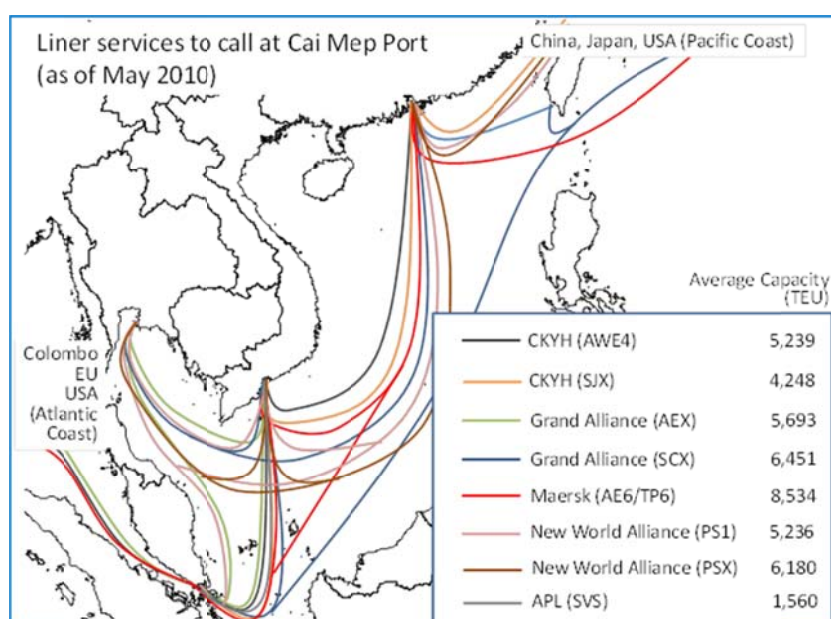 Liner services to call at Cai Mep Port
(as of May 2010)
China, Japan, USA (Pacific Coast)
Colombo
EU
USA
(Atlantic
Coast)
Average Capacity
(TEU)
CKYH (AWE4) 5,239
CKYH (SJX) 4,248
Grand Alliance (AEX) 5,693
Grand Alliance (SCX) 6,451
Maersk (AE6/TP6) 8,534
New World Alliance (PS1) 5,236
New World Alliance (PSX) 6,180
APL (SVS) 1,560